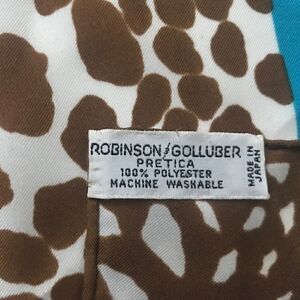 ROBINSON/GOLLUBER
PRETICA
100% POLYESTER
MACHINE WASHABLE
MADE IN
JAPAN